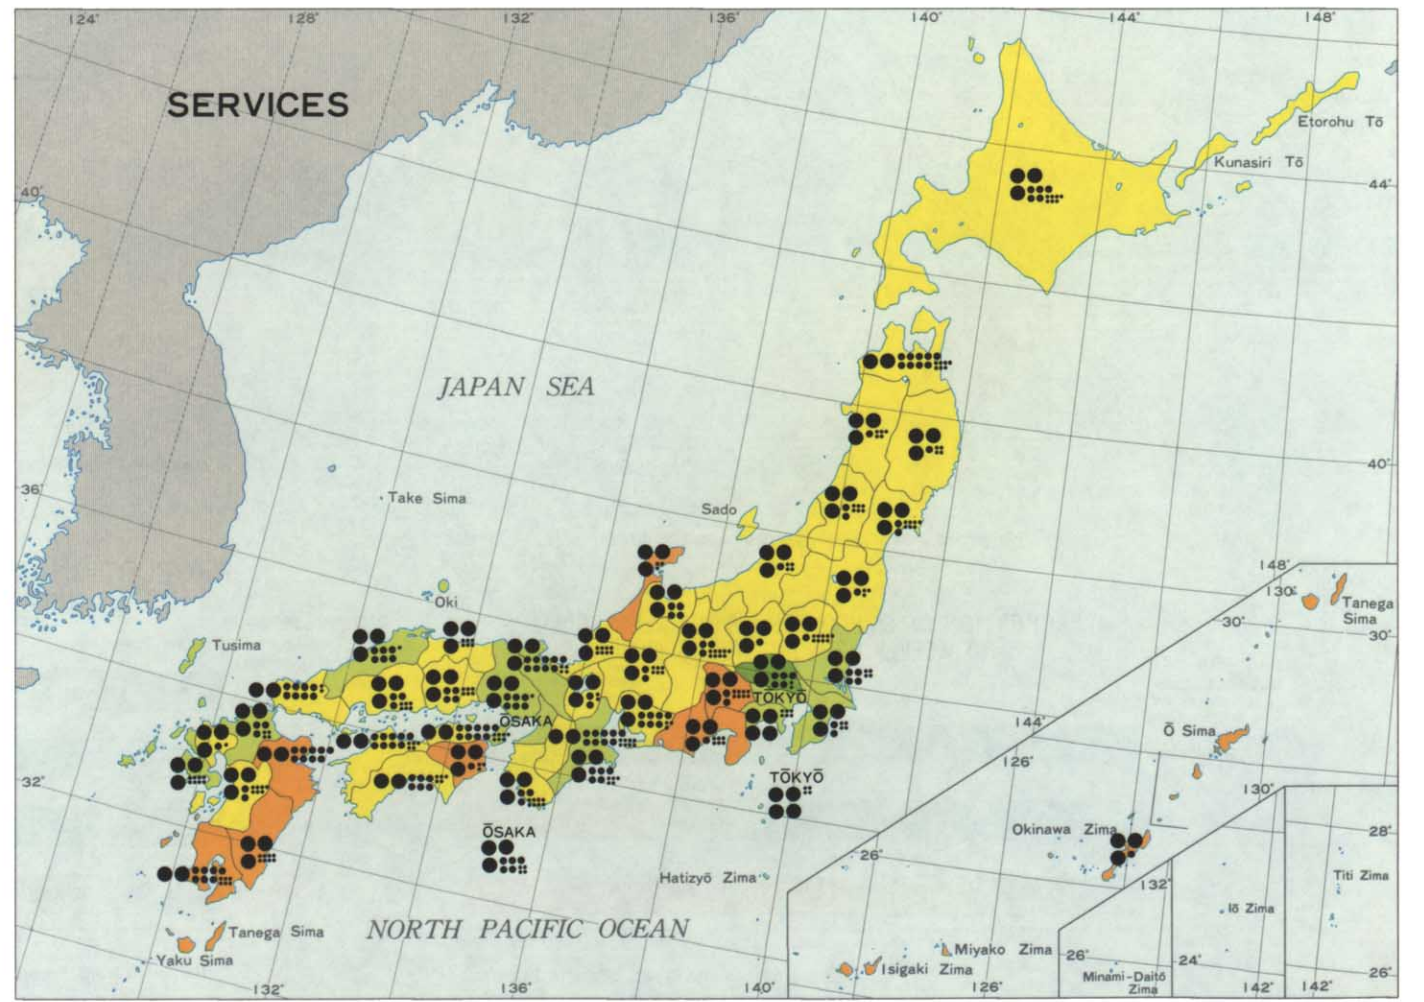 124° 128° 132° 136° 140° 144° 148°
SERVICES
Etorohu Tō
Kunasiri Tō
40° 44°
JAPAN SEA
36° Take Sima Sado 40°
Oki
Tusima
148°
130°
Tanega
Sima
30° 30°
TŌKYŌ
ŌSAKA
144°
Ō Sima
126°
32° TŌKYŌ
130°
ŌSAKA
Okinawa Zima 28°
26°
132°
Hatizyō Zima
Titi Zima
Iō Zima
Tanega Sima
NORTH PACIFIC OCEAN
Yaku Sima
Miyako Zima
26° 24° 26°
Isigaki Zima
Minami-Daitō
Zima
132° 136° 140° 126° 142° 142°